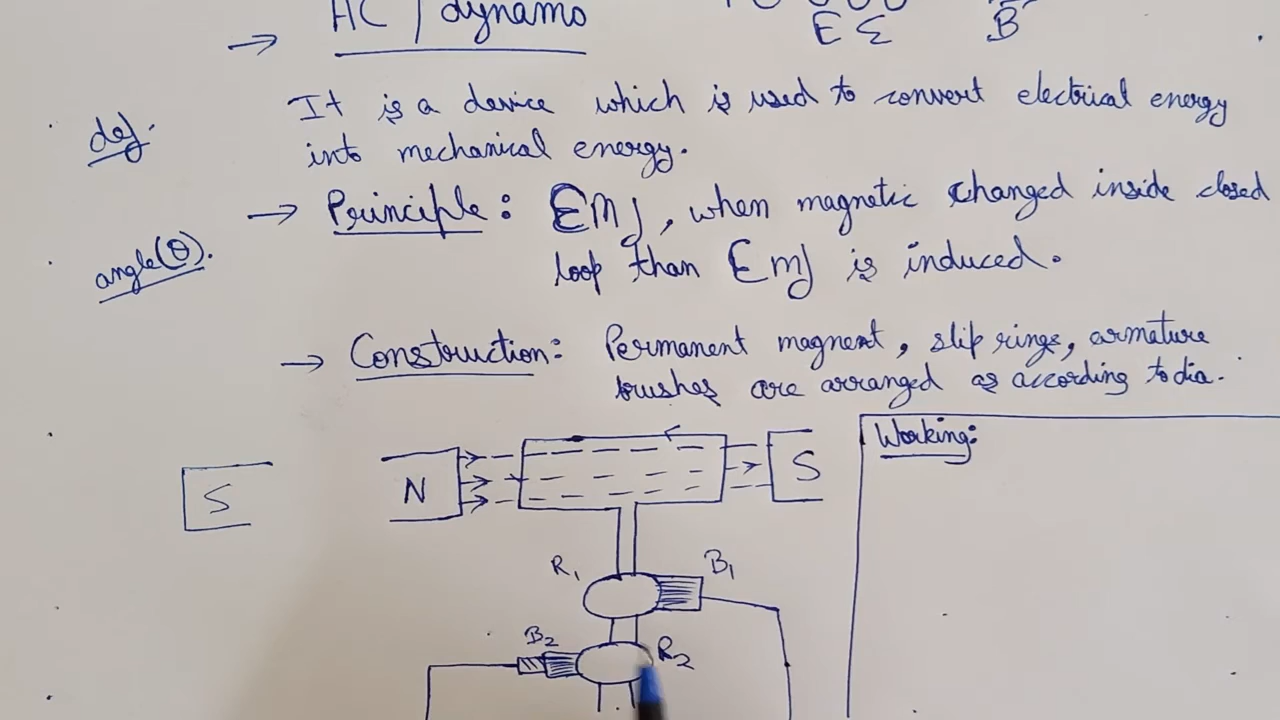 AC / dynamo
E E B
def.
It is a device which is used to convert electrical energy
into mechanical energy.
→ Principle: EMf, when magnetic changed inside closed
loop than Emf is induced.
angle(θ).
→ Construction: Permanent magnent, slip rings, armature
brushes are arranged as according to dia.
Working:
S N S
R1 B1
B2 R2